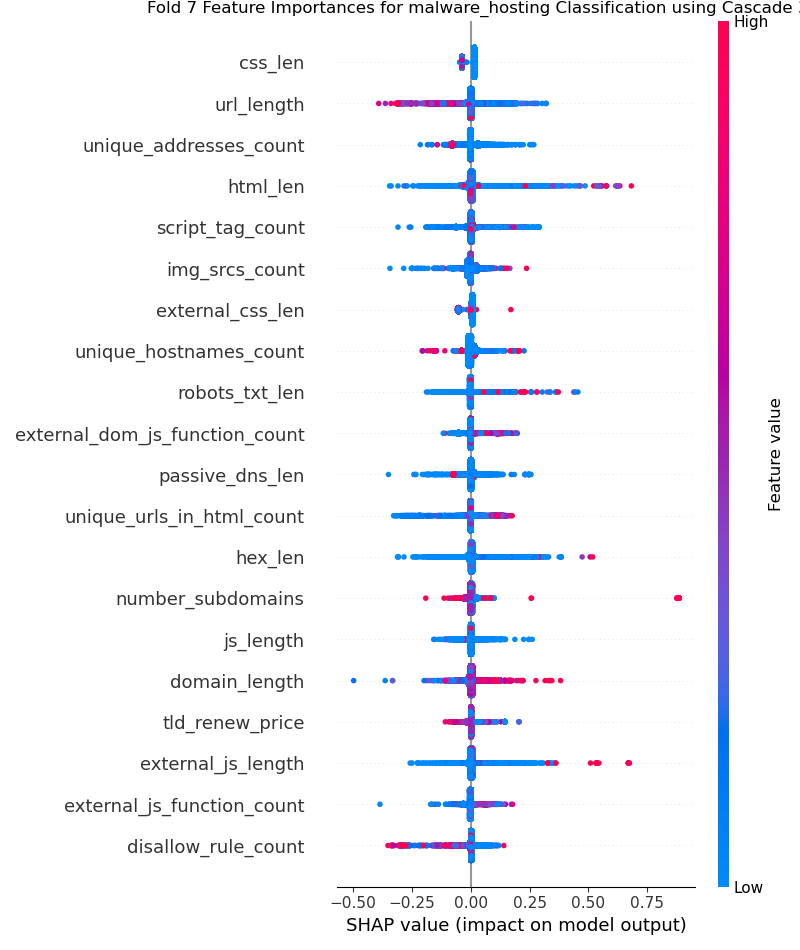 Fold 7 Feature Importances for malware_hosting Classification using Cascade
High
css_len
url_length
unique_addresses_count
html_len
script_tag_count
img_srcs_count
external_css_len
unique_hostnames_count
robots_txt_len
external_dom_js_function_count
passive_dns_len
unique_urls_in_html_count
hex_len
number_subdomains
js_length
domain_length
tld_renew_price
external_js_length
external_js_function_count
disallow_rule_count
Feature value
Low
−0.50 −0.25 0.00 0.25 0.50 0.75
SHAP value (impact on model output)